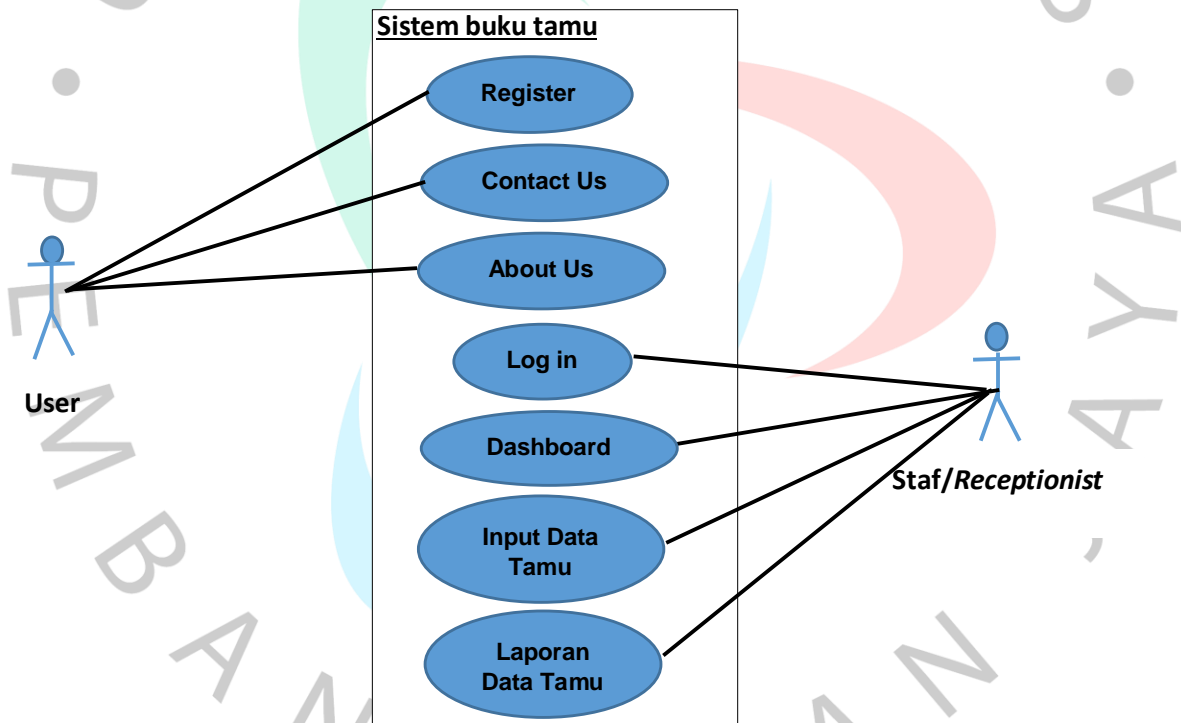 Sistem buku tamu
Register
Contact Us
About Us
Log in
Dashboard
Input Data
Tamu
Laporan
Data Tamu
User
Staf/Receptionist